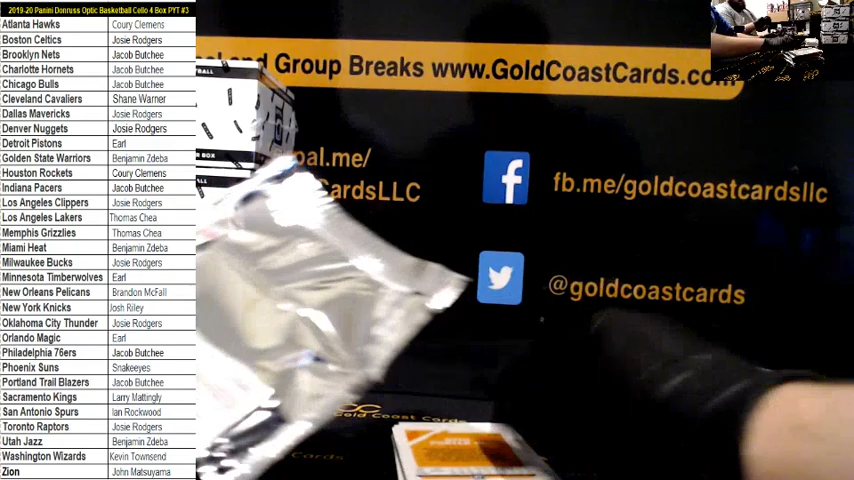 2019-20 Panini Donruss Optic Basketball Cello 4 Box PYT #3
Atlanta Hawks Coury Clemens
Boston Celtics Josie Rodgers
Brooklyn Nets Jacob Butchee
Charlotte Hornets Jacob Butchee
Chicago Bulls Jacob Butchee
Cleveland Cavaliers Shane Warner
Dallas Mavericks Josie Rodgers
Denver Nuggets Josie Rodgers
Detroit Pistons Earl
Golden State Warriors Benjamin Zdeba
Houston Rockets Coury Clemens
Indiana Pacers Jacob Butchee
Los Angeles Clippers Josie Rodgers
Los Angeles Lakers Thomas Chea
Memphis Grizzlies Thomas Chea
Miami Heat Benjamin Zdeba
Milwaukee Bucks Josie Rodgers
Minnesota Timberwolves Earl
New Orleans Pelicans Brandon McFall
New York Knicks Josh Riley
Oklahoma City Thunder Josie Rodgers
Orlando Magic Earl
Philadelphia 76ers Jacob Butchee
Phoenix Suns Snakeeyes
Portland Trail Blazers Jacob Butchee
Sacramento Kings Larry Mattingly
San Antonio Spurs Ian Rockwood
Toronto Raptors Josie Rodgers
Utah Jazz Benjamin Zdeba
Washington Wizards Kevin Townsend
Zion John Matsuyama
Group Breaks www.GoldCoastCards.com
pal.me/
CardsLLC
fb.me/goldcoastcardsllc
@goldcoastcards
Gold Coast Cards
BOX